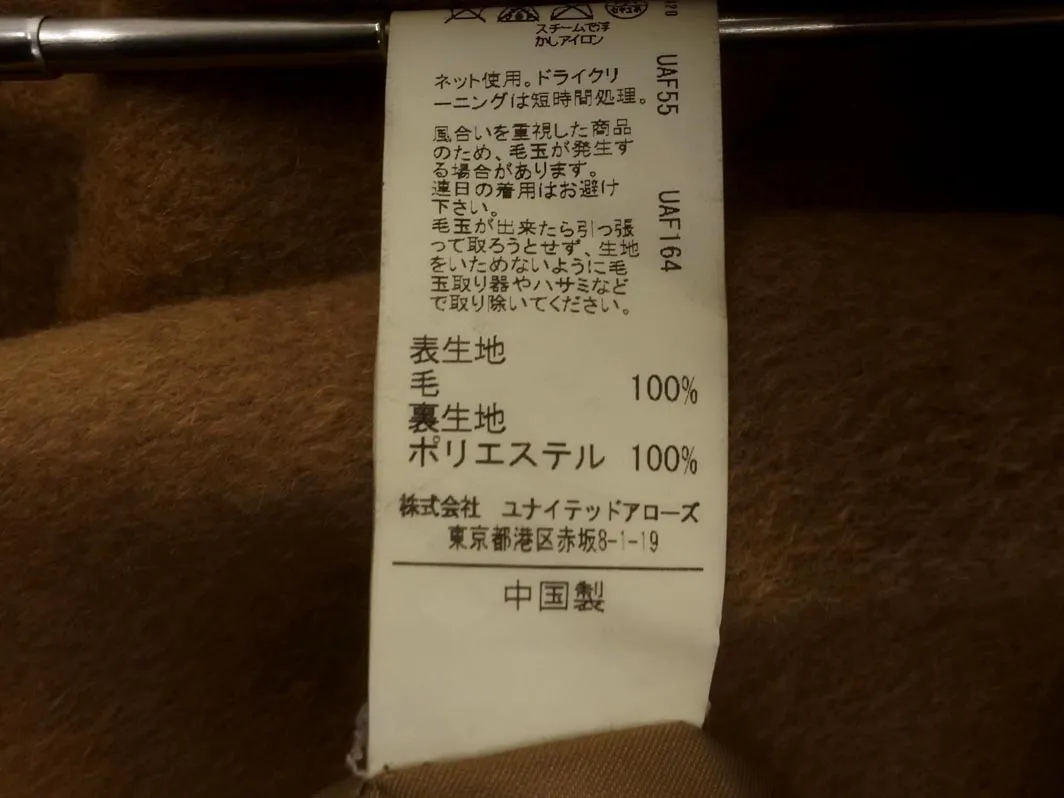 スチームで浮
かしアイロン
ネット使用。ドライクリ
ーニングは短時間処理。
風合いを重視した商品
のため、毛玉が発生す
る場合があります。
連日の着用はお避け
下さい。
毛玉が出来たら引っ張
って取ろうとせず、生地
をいためないように毛
玉取り器やハサミなど
で取り除いてください。
UAF55
UAF164
表生地
毛 100%
裏生地
ポリエステル 100%
株式会社 ユナイテッドアローズ
東京都港区赤坂8-1-19
中国製